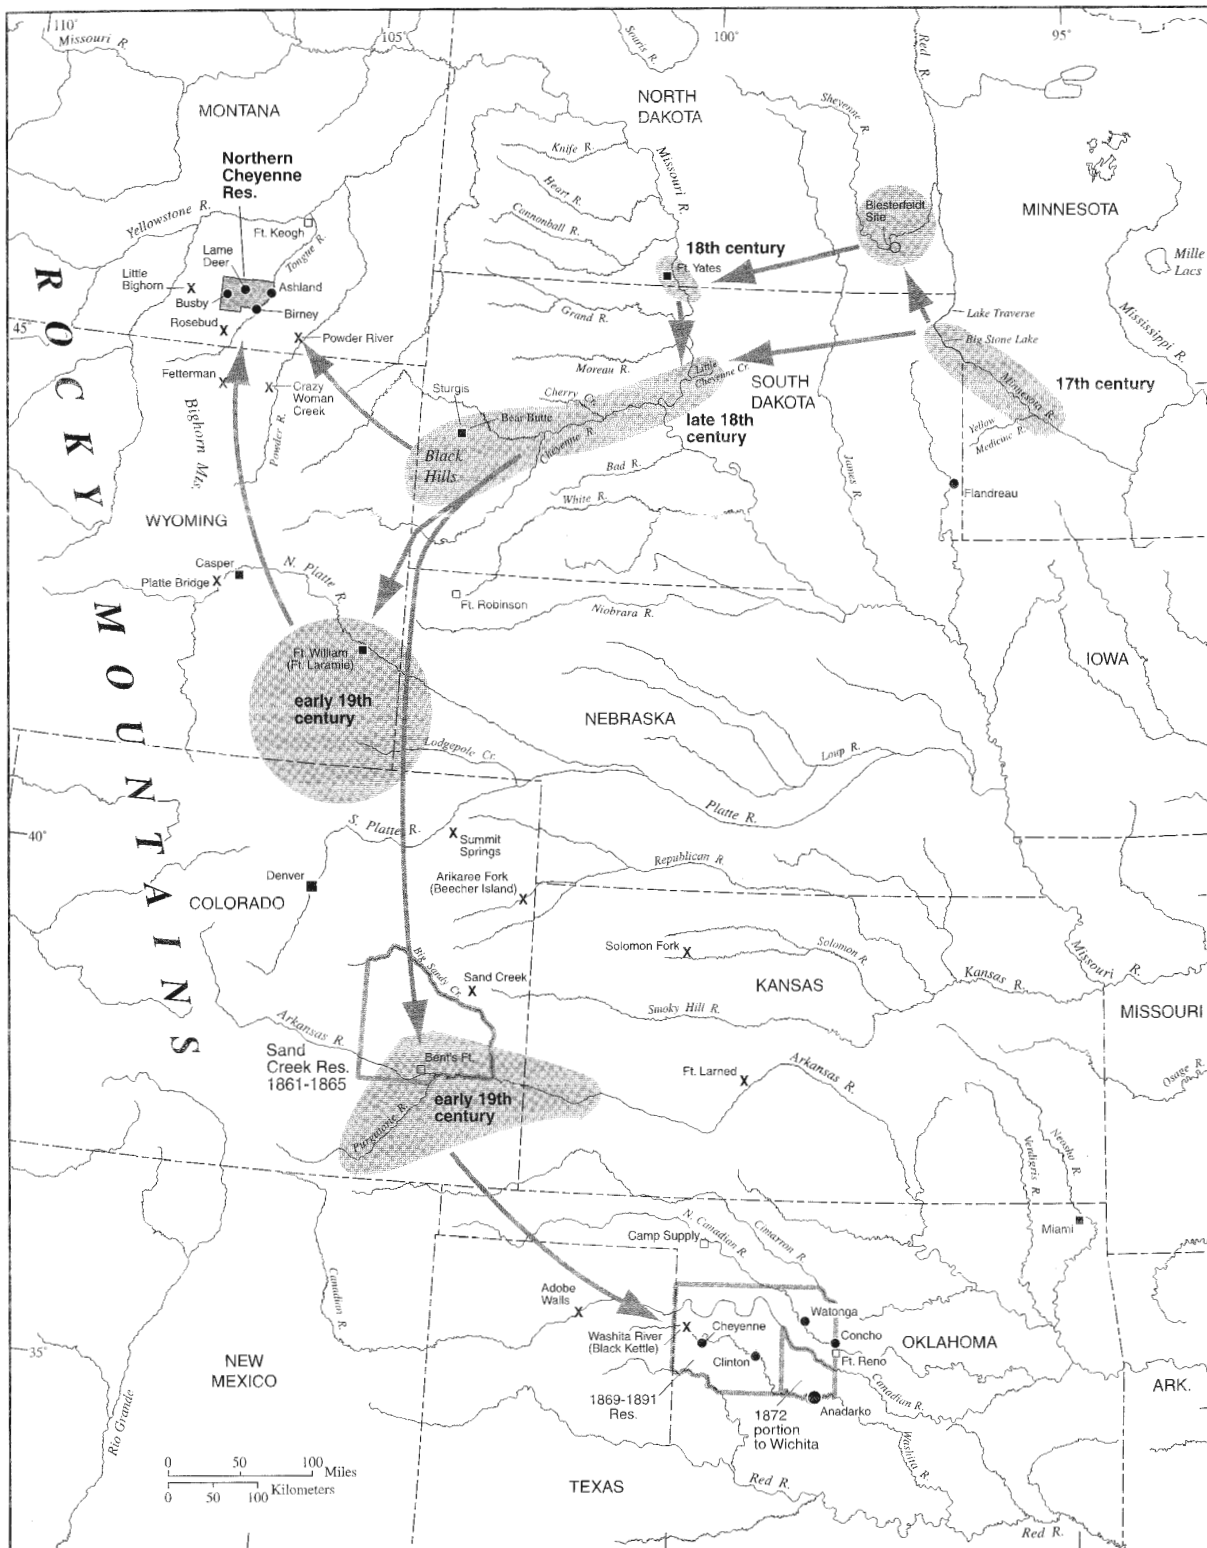 110°
105°
100°
95°
Missouri R.
Souris R.
Red R.
MONTANA
NORTH
DAKOTA
Sheyenne R.
Knife R.
Missouri R.
Northern
Cheyenne
Res.
Heart R.
Biesterfeldt
Site
MINNESOTA
Yellowstone R.
Cannonball R.
Ft. Keogh
18th century
Mille
Lacs
Lame
Deer
Tongue R.
Ft. Yates
Little
Bighorn
Ashland
Busby
Birney
Rosebud
Grand R.
Lake Traverse
Mississippi R.
45°
Powder River
Big Stone Lake
Moreau R.
Little
Cheyenne Cr.
SOUTH
DAKOTA
17th century
Fetterman
Crazy
Woman
Creek
Sturgis
Cherry Cr.
Minnesota R.
Bear Butte
late 18th
century
Yellow
Medicine R.
Bighorn Mts.
Powder R.
Black
Hills
Cheyenne R.
Bad R.
James R.
White R.
Flandreau
WYOMING
Casper
N. Platte R.
Platte Bridge
Ft. Robinson
Niobrara R.
ROCKY MOUNTAINS
Ft. William
(Ft. Laramie)
IOWA
early 19th
century
NEBRASKA
Lodgepole Cr.
Loup R.
Platte R.
40°
S. Platte R.
Summit
Springs
Republican R.
Denver
Arikaree Fork
(Beecher Island)
COLORADO
Solomon Fork
Solomon R.
Missouri R.
Big Sandy Cr.
Sand Creek
KANSAS
Kansas R.
Smoky Hill R.
MISSOURI
Arkansas R.
Sand
Creek Res.
1861-1865
Bent's Ft.
Ft. Larned
Arkansas R.
Osage R.
early 19th
century
Purgatoire R.
Verdigris R.
Neosho R.
Camp Supply
N. Canadian R.
Cimarron R.
Miami
Canadian R.
Adobe
Walls
Watonga
Washita River
(Black Kettle)
Cheyenne
Concho
OKLAHOMA
35°
Clinton
Ft. Reno
NEW
MEXICO
Canadian R.
ARK.
1869-1891
Res.
1872
portion
to Wichita
Anadarko
Rio Grande
Washita R.
0 50 100 Miles
0 50 100 Kilometers
TEXAS
Red R.
Red R.